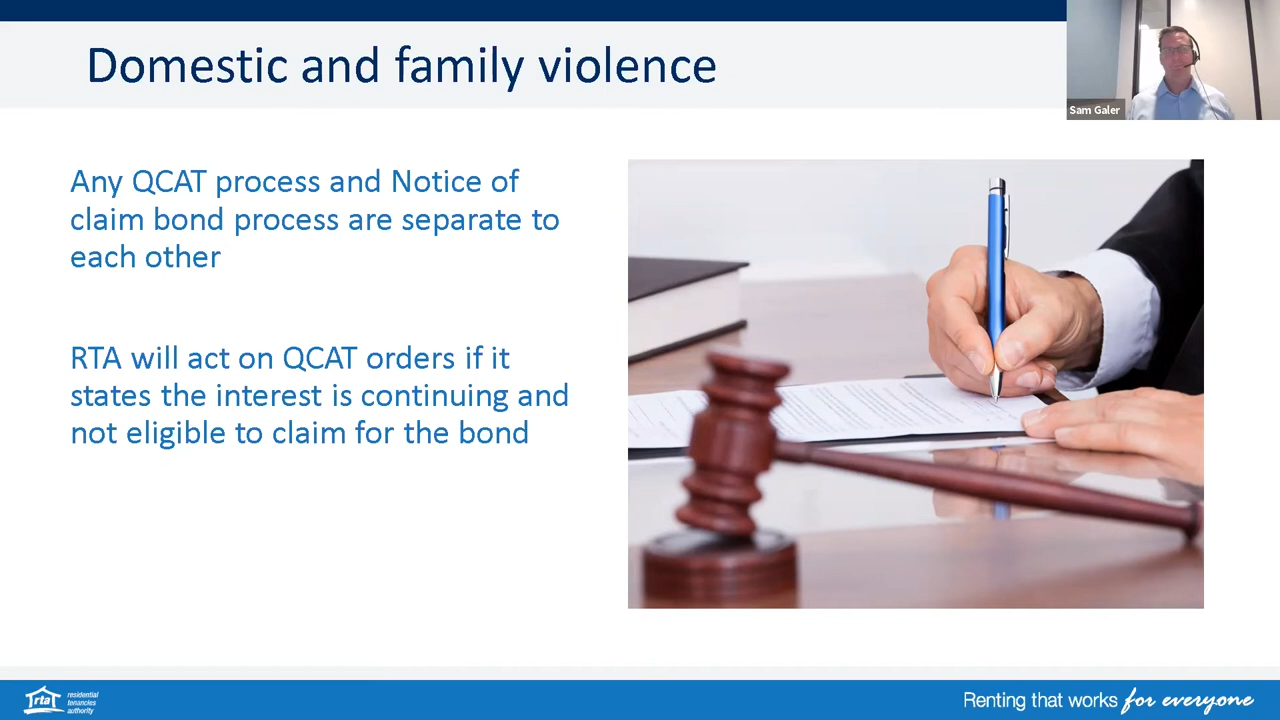 Domestic and family violence
Sam Galer
Any QCAT process and Notice of
claim bond process are separate to
each other
RTA will act on QCAT orders if it
states the interest is continuing and
not eligible to claim for the bond
rta
residential
tenancies
authority
Renting that works for everyone